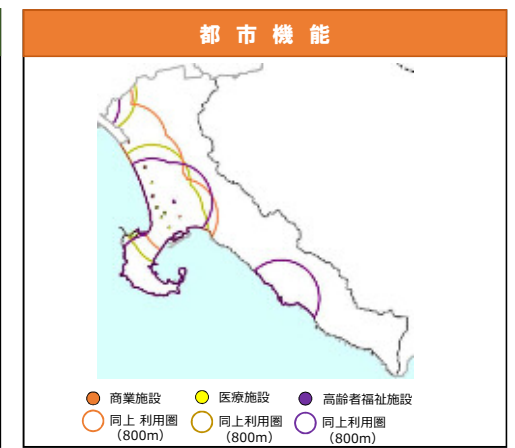 都市機能
商業施設 医療施設 高齢者福祉施設
同上 利用圏 同上利用圏 同上利用圏
（800m） （800m） （800m）